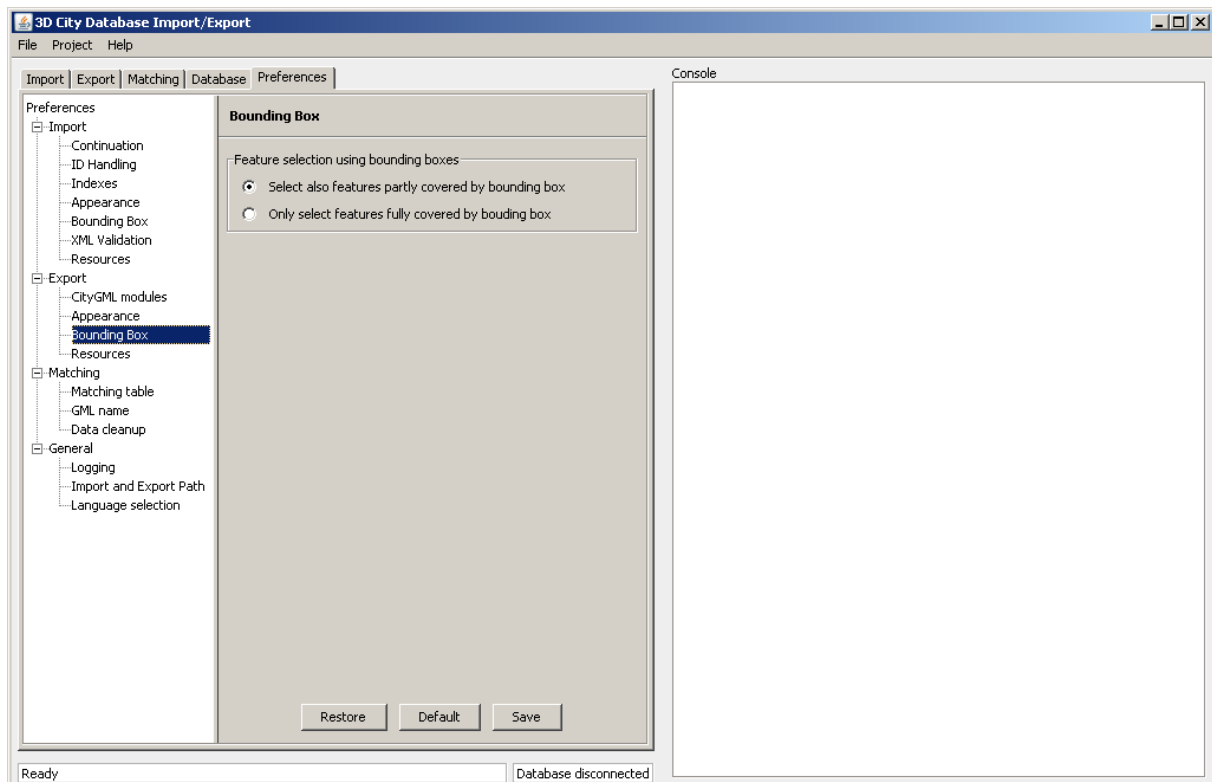 3D City Database Import/Export
File Project Help
Import Export Matching Database Preferences
Console
Preferences
Import
Continuation
ID Handling
Indexes
Appearance
Bounding Box
XML Validation
Resources
Export
CityGML modules
Appearance
Bounding Box
Resources
Matching
Matching table
GML name
Data cleanup
General
Logging
Import and Export Path
Language selection
Bounding Box
Feature selection using bounding boxes
Select also features partly covered by bounding box
Only select features fully covered by bouding box
Restore Default Save
Ready
Database disconnected